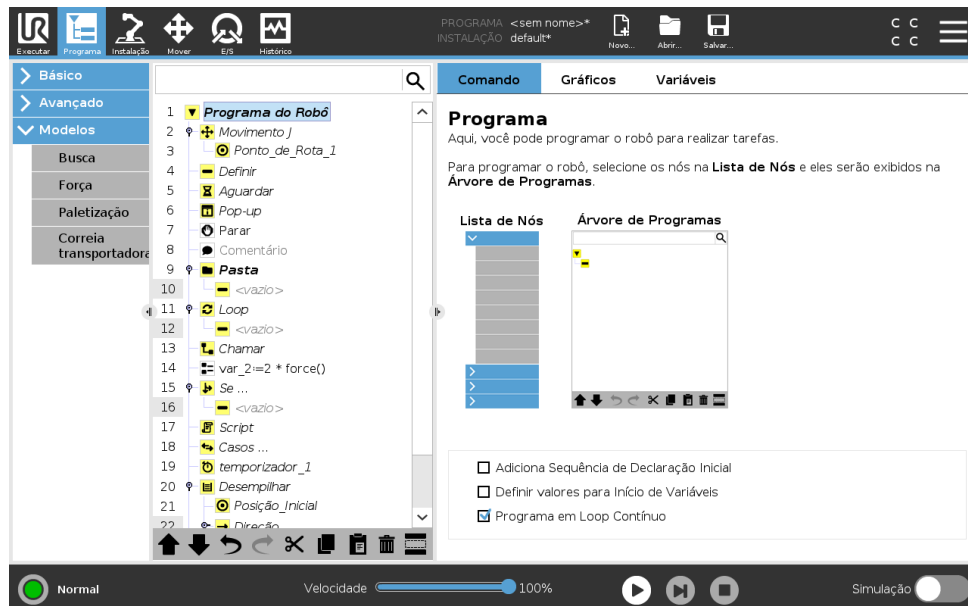 PROGRAMA <sem nome>*
INSTALAÇÃO default*
Executar Programa Instalação Mover E/S Histórico Novo... Abrir... Salvar...
C C
C C
Básico
Avançado
Modelos
Busca
Força
Paletização
Correia
transportadora
1 Programa do Robô
2 Movimento J
3 Ponto_de_Rota_1
4 Definir
5 Aguardar
6 Pop-up
7 Parar
8 Comentário
9 Pasta
10 <vazio>
11 Loop
12 <vazio>
13 Chamar
14 var_2:=2 * force()
15 Se ...
16 <vazio>
17 Script
18 Casos ...
19 temporizador_1
20 Desempilhar
21 Posição_Inicial
22 Direção
Comando Gráficos Variáveis
Programa
Aqui, você pode programar o robô para realizar tarefas.
Para programar o robô, selecione os nós na Lista de Nós e eles serão exibidos na
Árvore de Programas.
Lista de Nós Árvore de Programas
Adiciona Sequência de Declaração Inicial
Definir valores para Início de Variáveis
Programa em Loop Contínuo
Normal Velocidade 100% Simulação